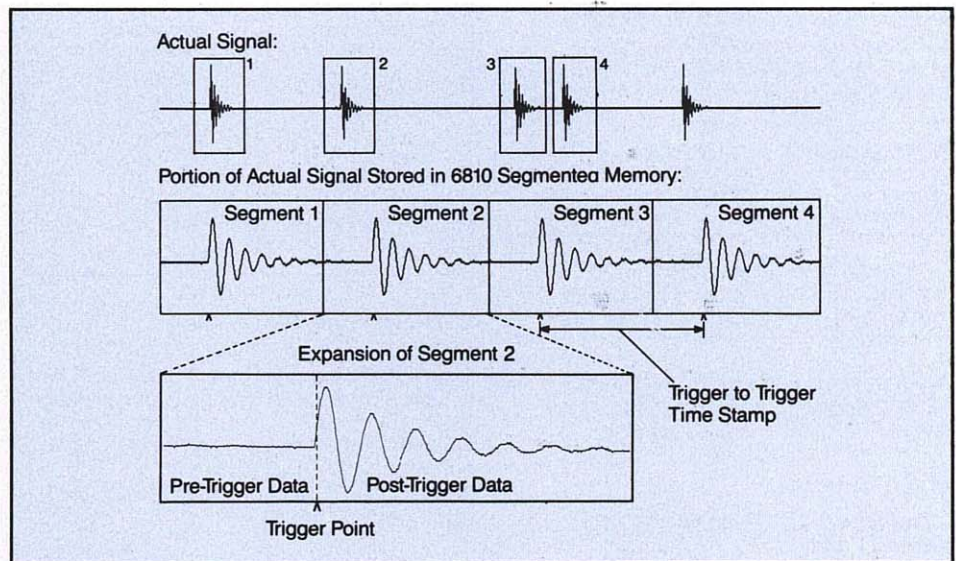 Actual Signal:
1
2
3
4
Portion of Actual Signal Stored in 6810 Segmented Memory:
Segment 1
Segment 2
Segment 3
Segment 4
Expansion of Segment 2
Trigger to Trigger
Time Stamp
Pre-Trigger Data
Post-Trigger Data
Trigger Point